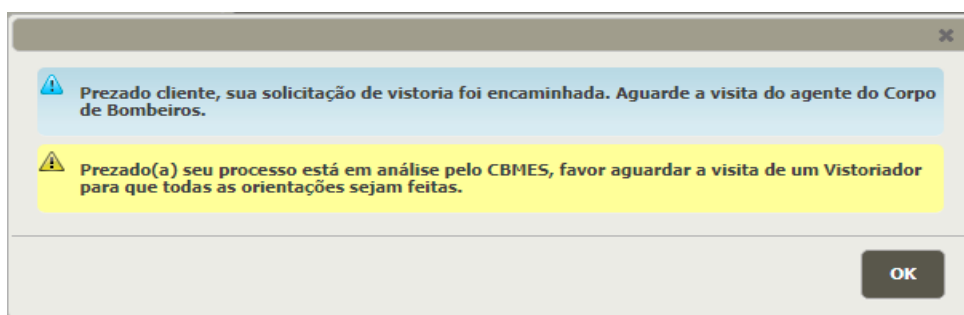 Prezado cliente, sua solicitação de vistoria foi encaminhada. Aguarde a visita do agente do Corpo
de Bombeiros.
Prezado(a) seu processo está em análise pelo CBMES, favor aguardar a visita de um Vistoriador
para que todas as orientações sejam feitas.
OK